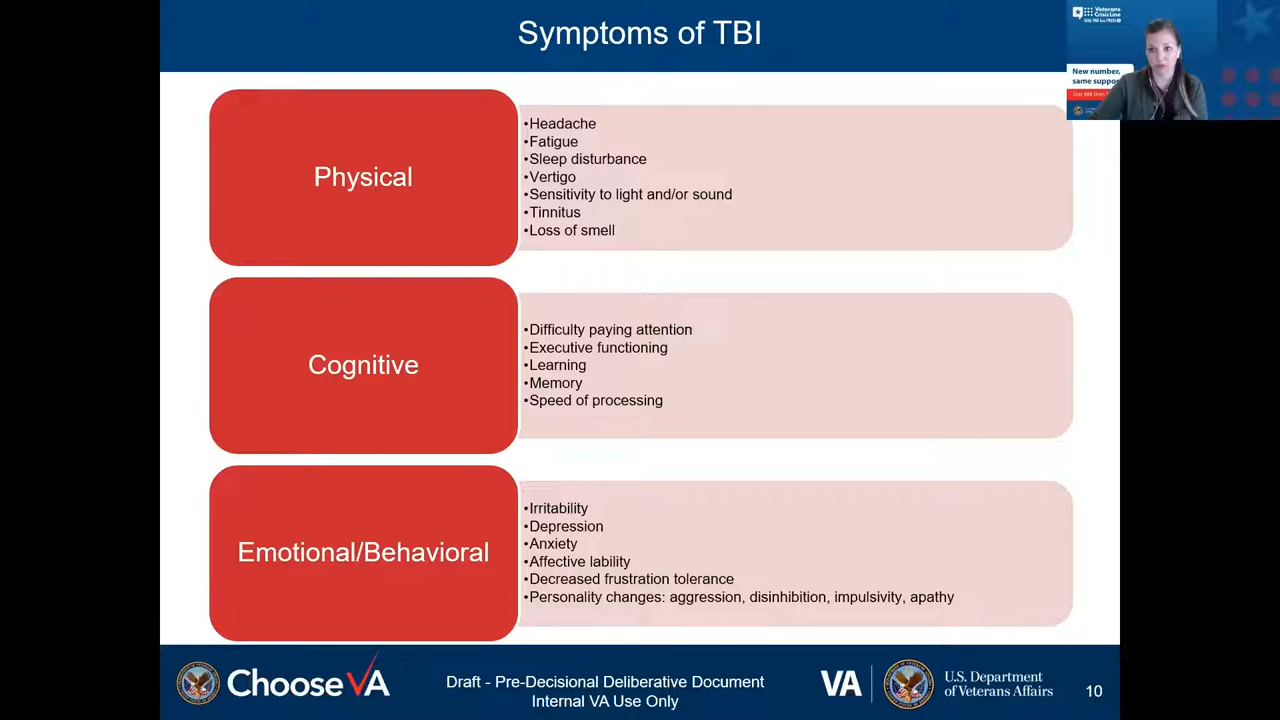 Symptoms of TBI
Veterans
Crisis Line
New number,
same suppor
Physical
•Headache
•Fatigue
•Sleep disturbance
•Vertigo
•Sensitivity to light and/or sound
•Tinnitus
•Loss of smell
Cognitive
•Difficulty paying attention
•Executive functioning
•Learning
•Memory
•Speed of processing
Emotional/Behavioral
•Irritability
•Depression
•Anxiety
•Affective lability
•Decreased frustration tolerance
•Personality changes: aggression, disinhibition, impulsivity, apathy
Choose VA
Draft - Pre-Decisional Deliberative Document
Internal VA Use Only
VA
U.S. Department
of Veterans Affairs
10